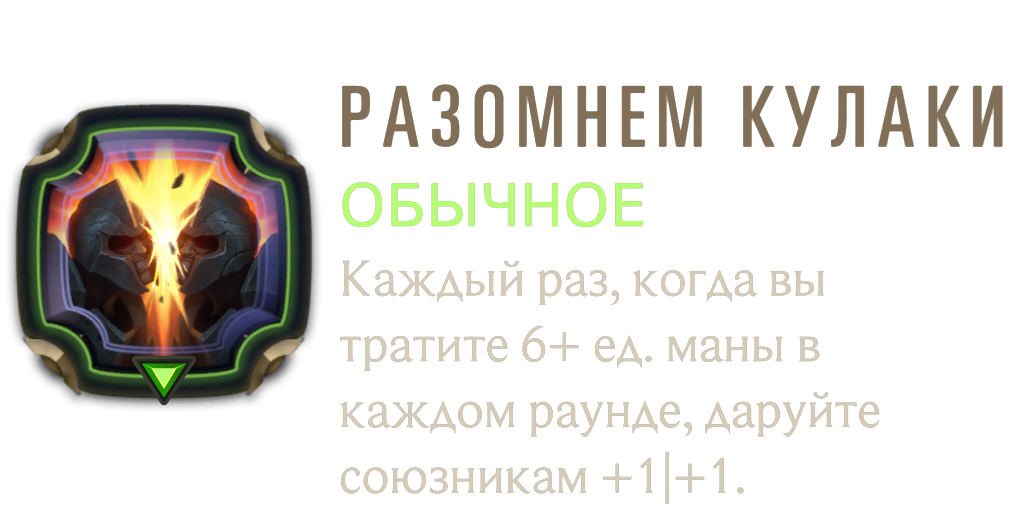 РАЗОМНЕМ КУЛАКИ
ОБЫЧНОЕ
Каждый раз, когда вы
тратите 6+ ед. маны в
каждом раунде, даруйте
союзникам +1|+1.